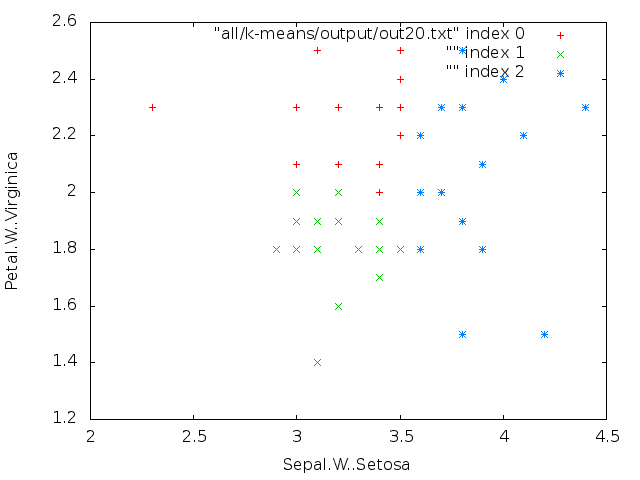 2.6
"all/k-means/output/out20.txt" index 0
"" index 1
"" index 2
2.4
2.2
2
1.8
1.6
1.4
1.2
2 2.5 3 3.5 4 4.5
Petal.W..Virginica
Sepal.W..Setosa